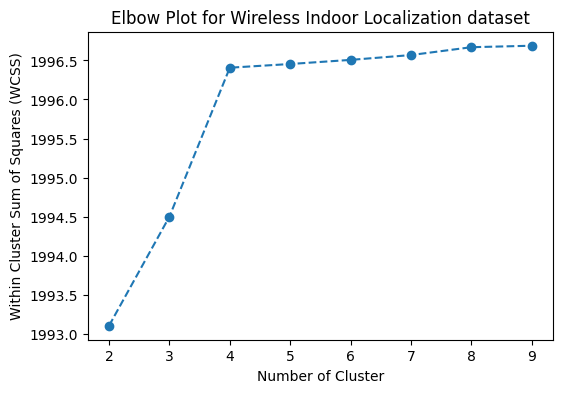 Elbow Plot for Wireless Indoor Localization dataset
Within Cluster Sum of Squares (WCSS)
1996.5
1996.0
1995.5
1995.0
1994.5
1994.0
1993.5
1993.0
2 3 4 5 6 7 8 9
Number of Cluster